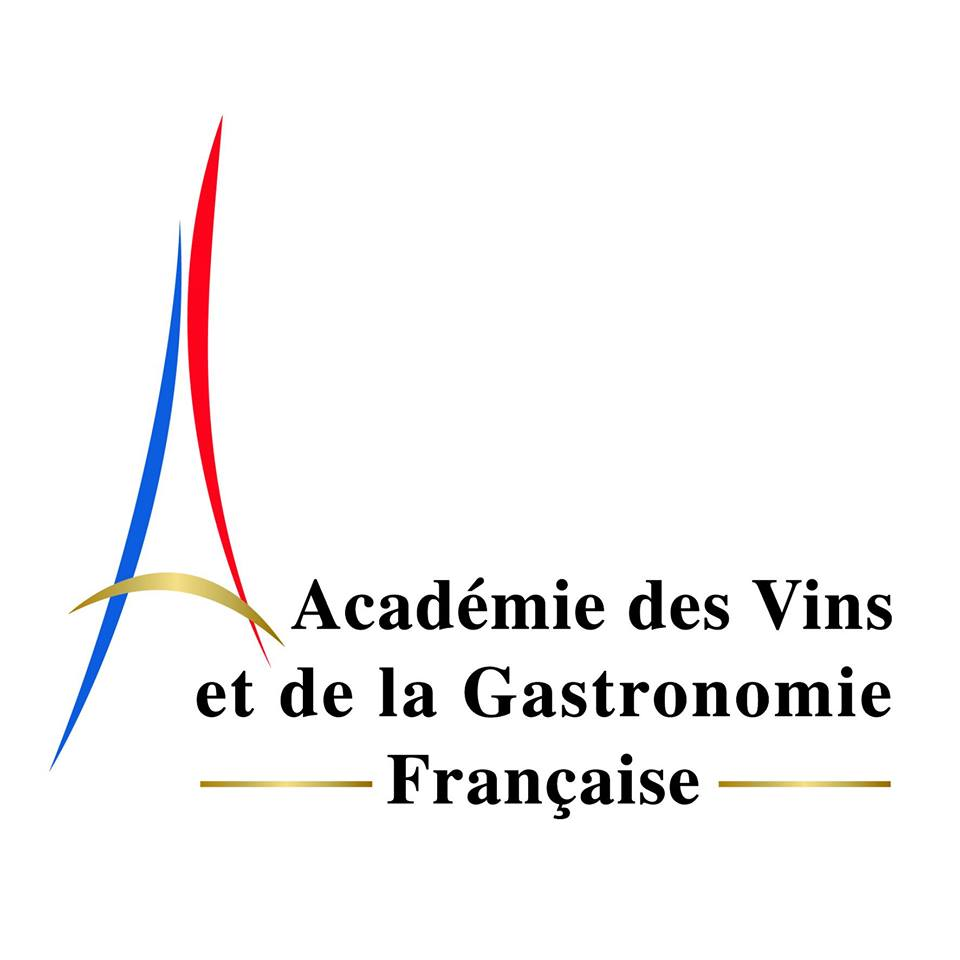 Académie des Vins
et de la Gastronomie
Française